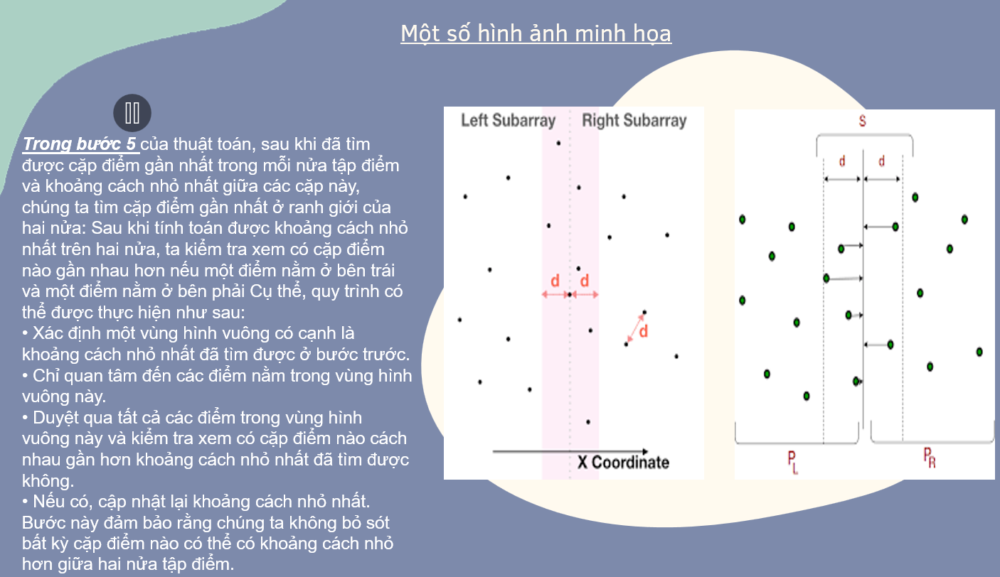 Một số hình ảnh minh họa
Trong bước 5 của thuật toán, sau khi đã tìm
được cặp điểm gần nhất trong mỗi nửa tập điểm
và khoảng cách nhỏ nhất giữa các cặp này,
chúng ta tìm cặp điểm gần nhất ở ranh giới của
hai nửa: Sau khi tính toán được khoảng cách nhỏ
nhất trên hai nửa, ta kiểm tra xem có cặp điểm
nào gần nhau hơn nếu một điểm nằm ở bên trái
và một điểm nằm ở bên phải Cụ thể, quy trình có
thể được thực hiện như sau:
• Xác định một vùng hình vuông có cạnh là
khoảng cách nhỏ nhất đã tìm được ở bước trước.
• Chỉ quan tâm đến các điểm nằm trong vùng hình
vuông này.
• Duyệt qua tất cả các điểm trong vùng hình
vuông này và kiểm tra xem có cặp điểm nào cách
nhau gần hơn khoảng cách nhỏ nhất đã tìm được
không.
• Nếu có, cập nhật lại khoảng cách nhỏ nhất.
Bước này đảm bảo rằng chúng ta không bỏ sót
bất kỳ cặp điểm nào có thể có khoảng cách nhỏ
hơn giữa hai nửa tập điểm.
Left Subarray Right Subarray
d d
d
X Coordinate
S
d d
PL PR